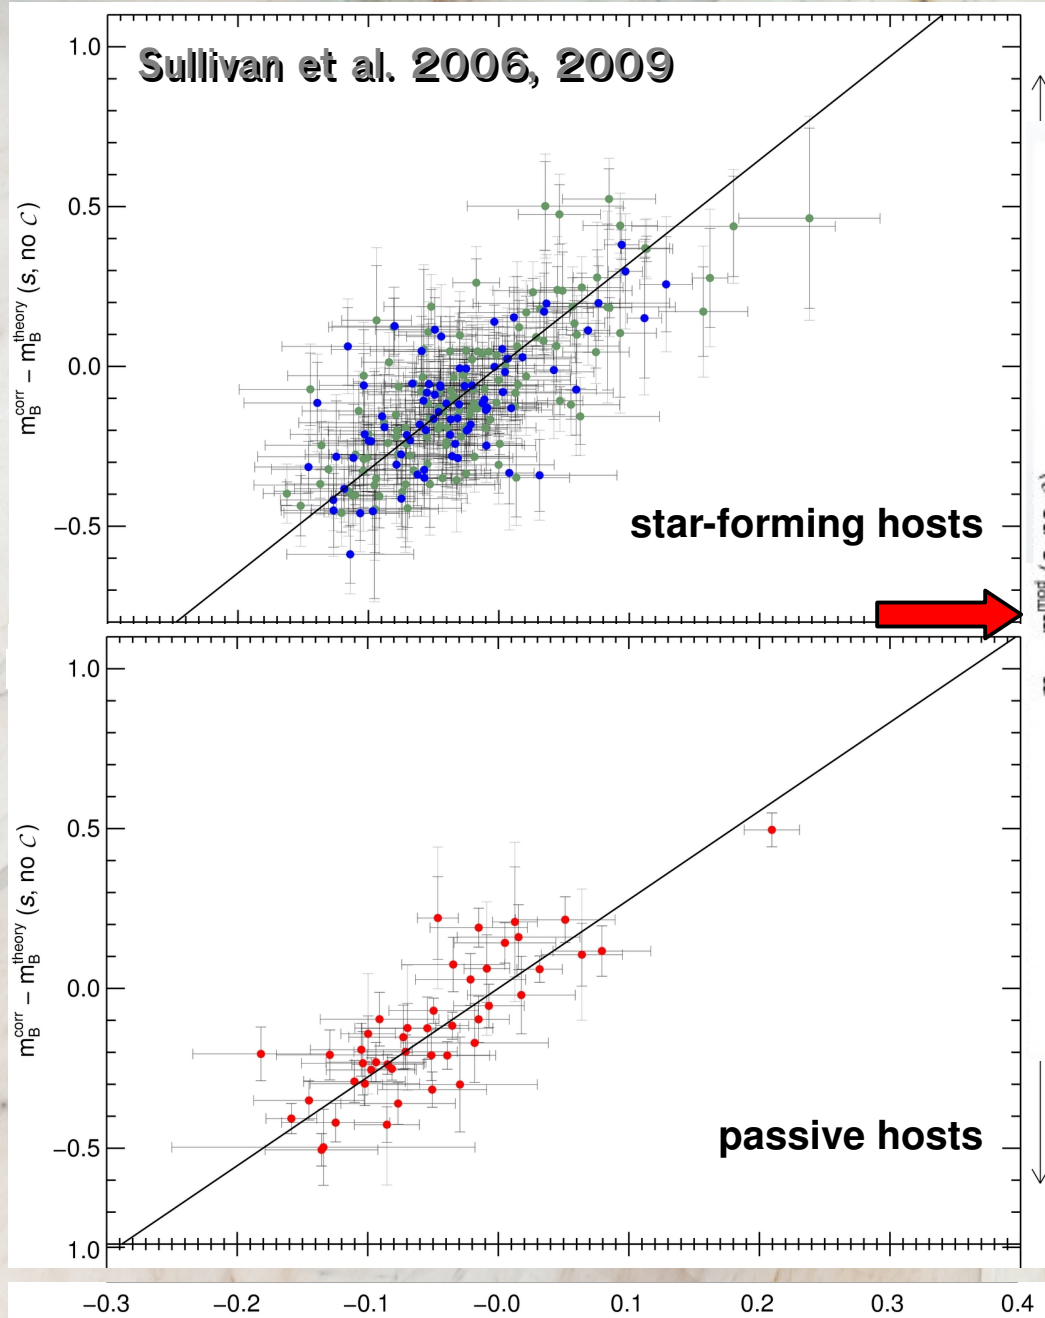 Sullivan et al. 2006, 2009
1.0
0.5
0.0
−0.5
m_B^corr − m_B^theory (s, no C)
star-forming hosts
mod
1.0
0.5
0.0
−0.5
1.0
m_B^corr − m_B^theory (s, no C)
passive hosts
−0.3 −0.2 −0.1 −0.0 0.1 0.2 0.3 0.4